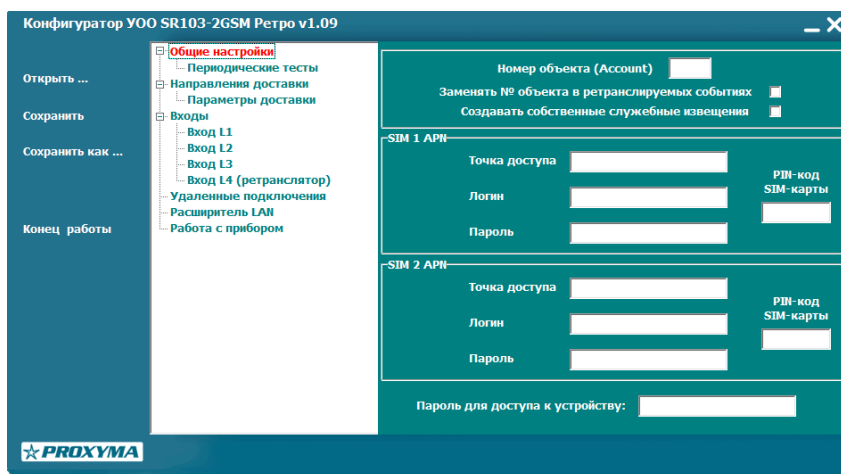 Конфигуратор УОО SR103-2GSM Ретро v1.09
Открыть ...
Сохранить
Сохранить как ...
Конец работы
Общие настройки
Периодические тесты
Направления доставки
Параметры доставки
Входы
Вход L1
Вход L2
Вход L3
Вход L4 (ретранслятор)
Удаленные подключения
Расширитель LAN
Работа с прибором
Номер объекта (Account)
Заменять № объекта в ретранслируемых событиях
Создавать собственные служебные извещения
SIM 1 APN
Точка доступа
Логин
Пароль
PIN-код
SIM-карты
SIM 2 APN
Точка доступа
Логин
Пароль
PIN-код
SIM-карты
Пароль для доступа к устройству:
PROXYMA